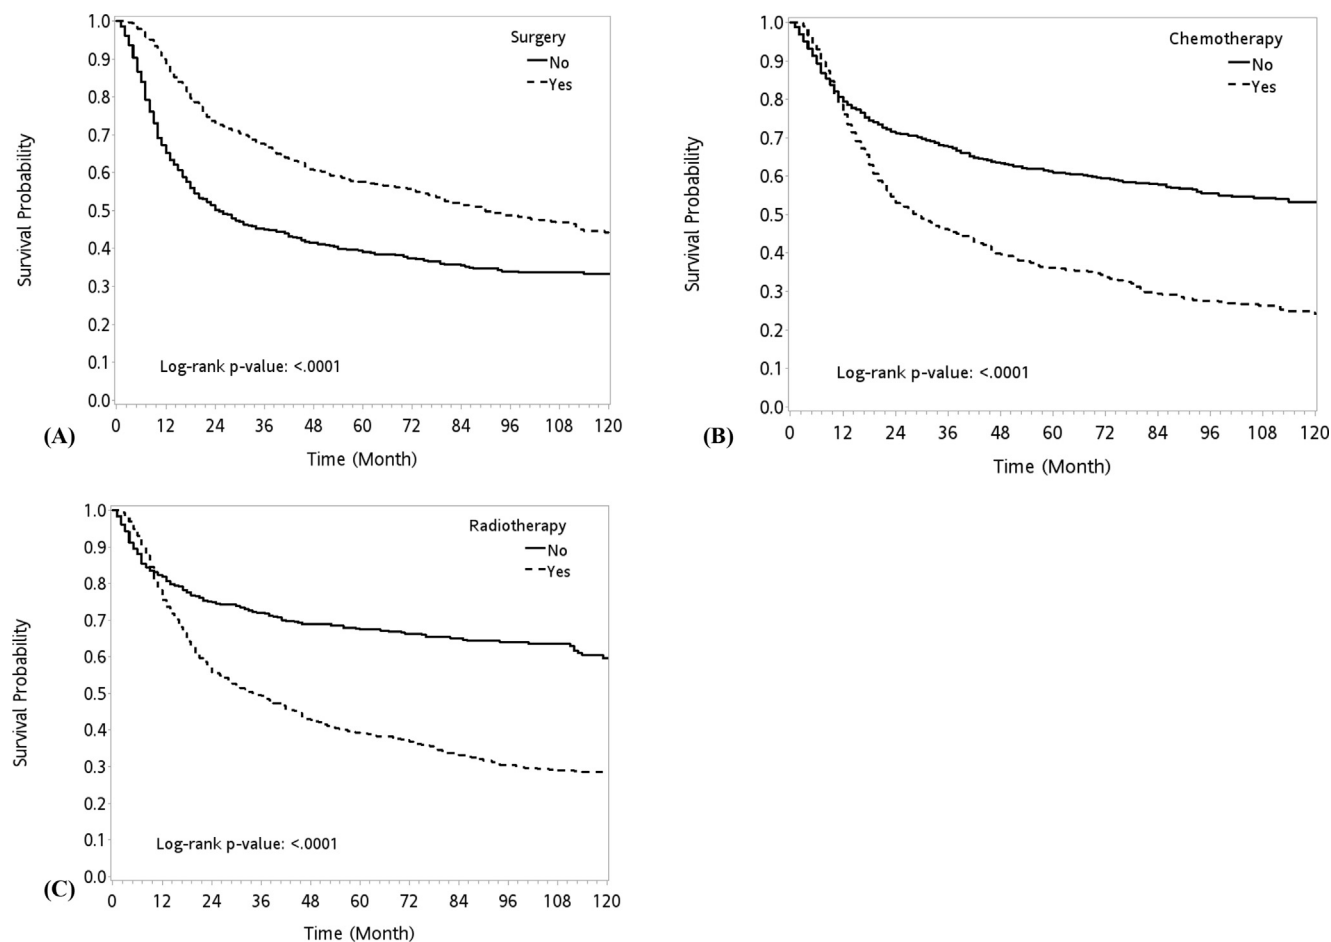 Surgery
No
Yes
Survival Probability
1.0
0.9
0.8
0.7
0.6
0.5
0.4
0.3
0.2
0.1
0.0
Log-rank p-value: <.0001
0 12 24 36 48 60 72 84 96 108 120
Time (Month)
(A)
Chemotherapy
No
Yes
Survival Probability
1.0
0.9
0.8
0.7
0.6
0.5
0.4
0.3
0.2
0.1
0.0
Log-rank p-value: <.0001
0 12 24 36 48 60 72 84 96 108 120
Time (Month)
(B)
Radiotherapy
No
Yes
Survival Probability
1.0
0.9
0.8
0.7
0.6
0.5
0.4
0.3
0.2
0.1
0.0
Log-rank p-value: <.0001
0 12 24 36 48 60 72 84 96 108 120
Time (Month)
(C)